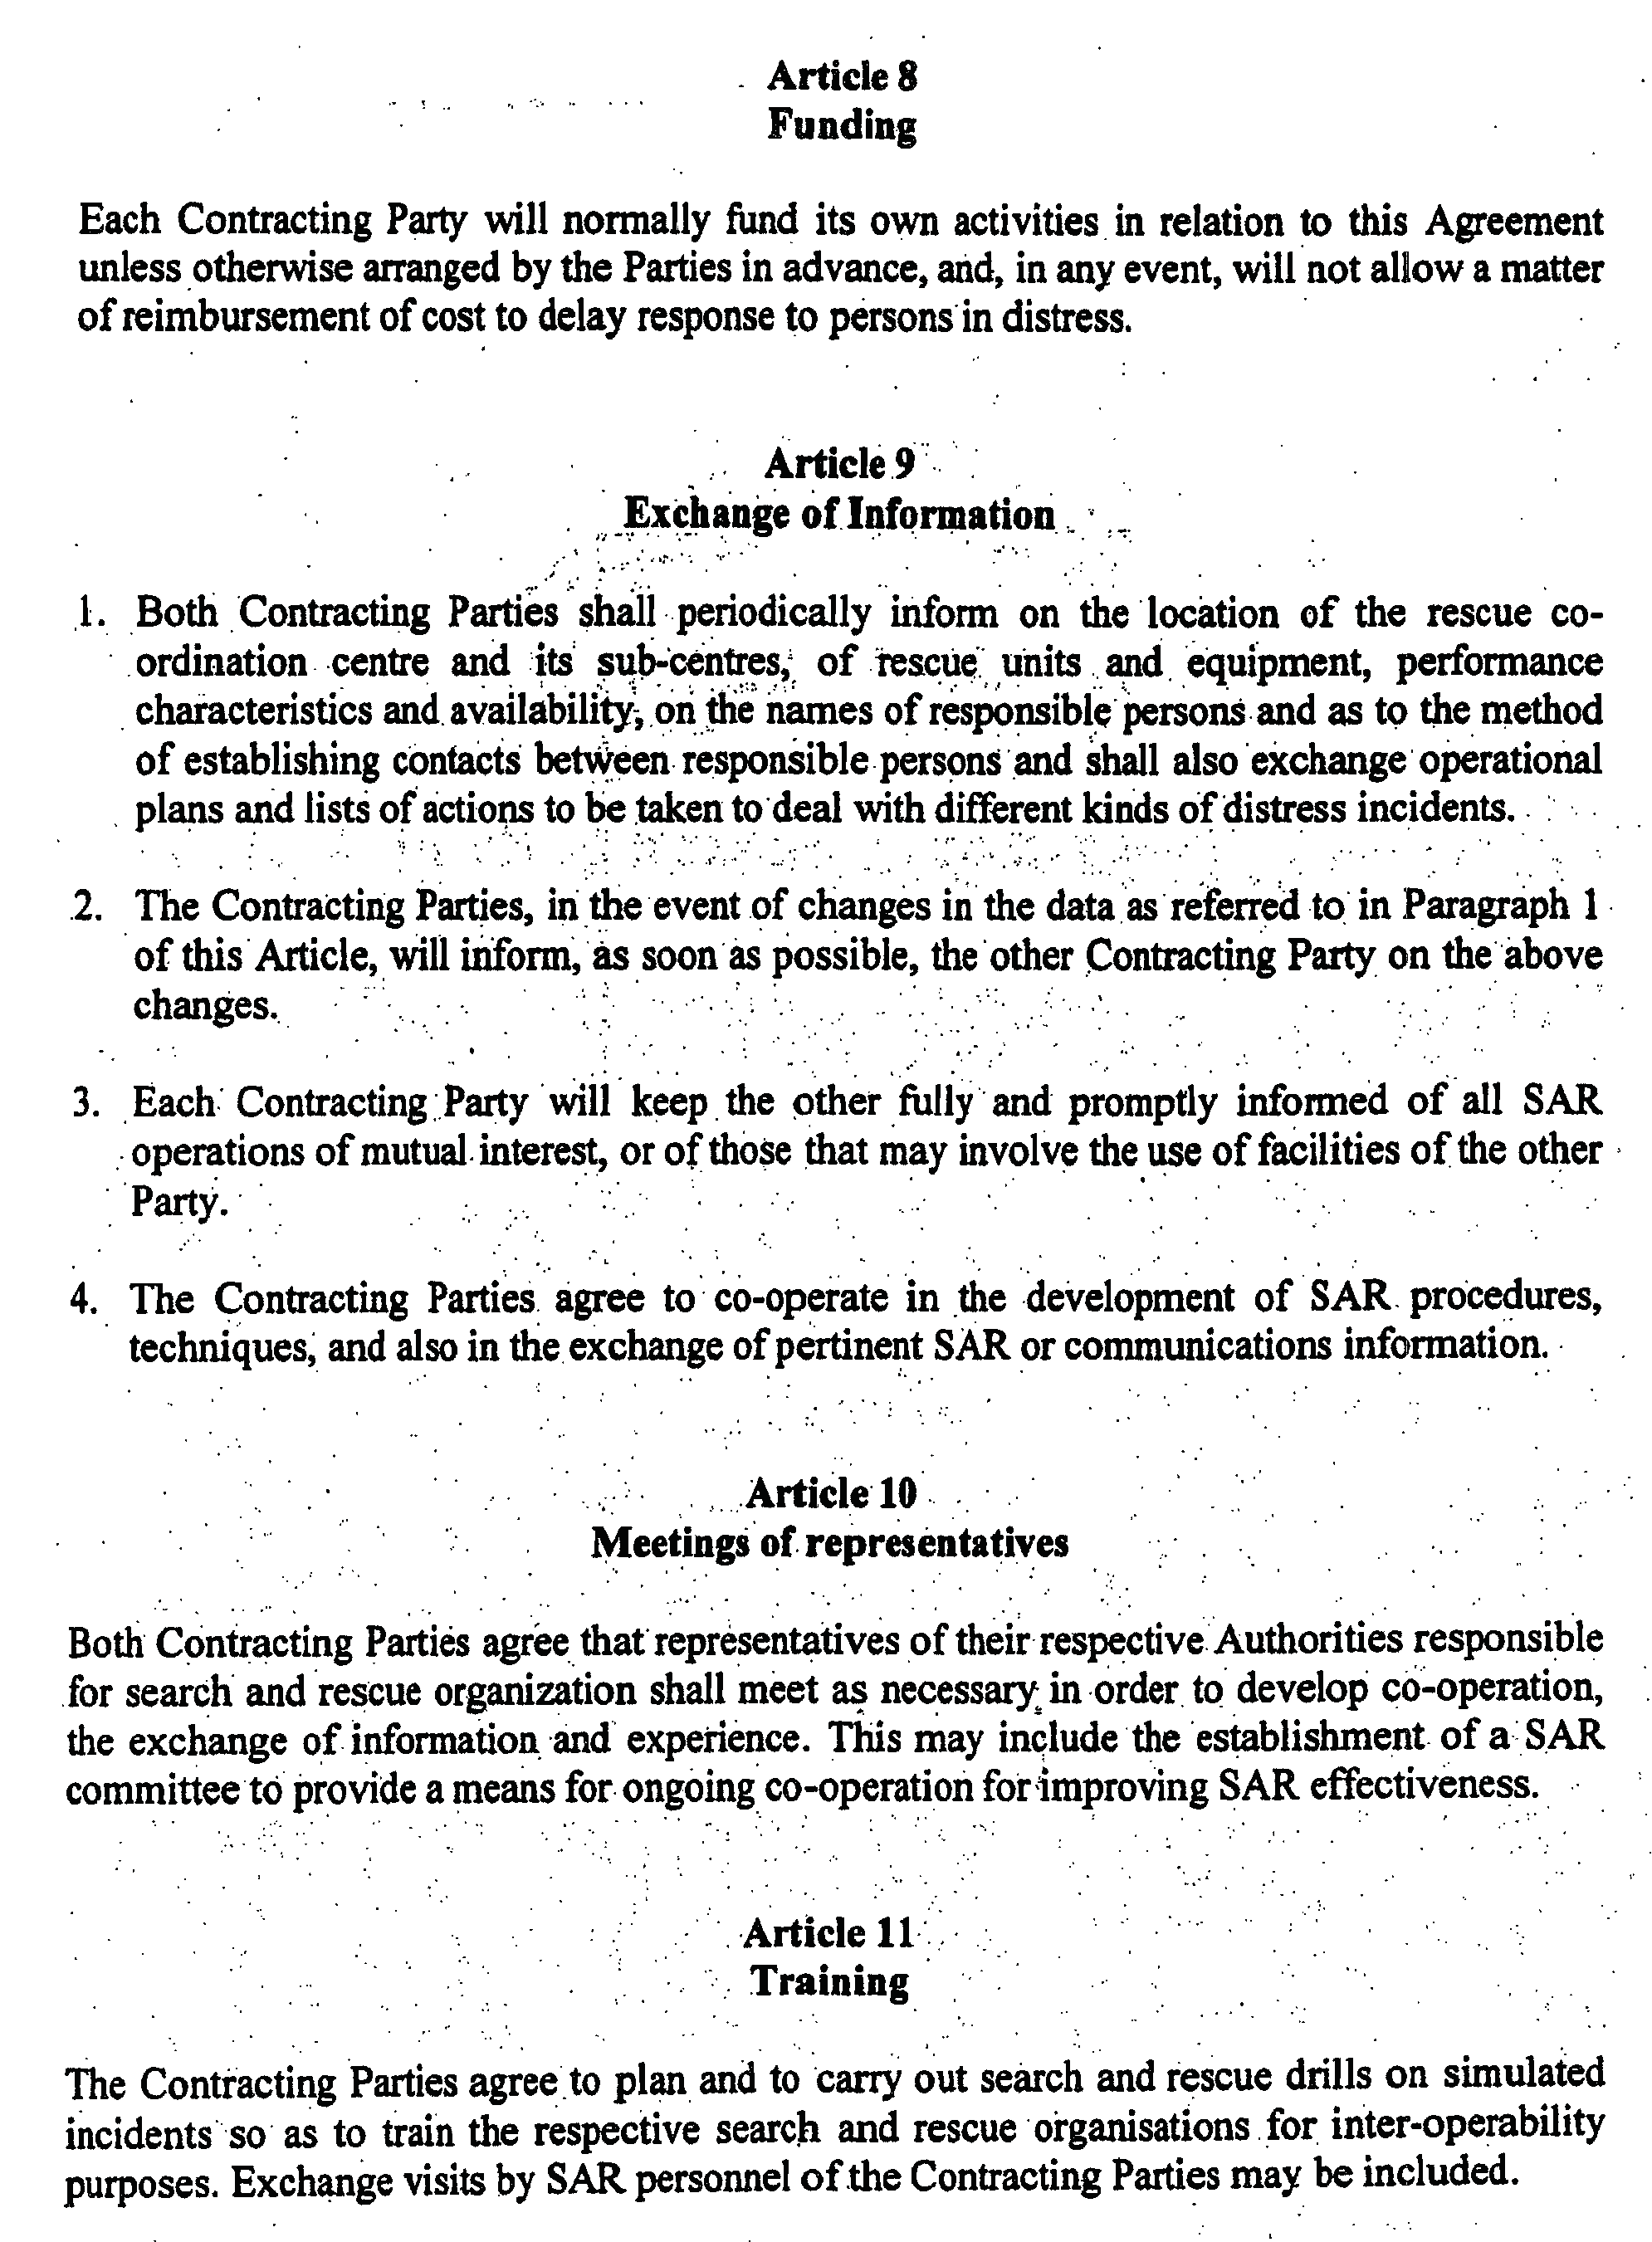 Article 8
Funding
Each Contracting Party will normally fund its own activities in relation to this Agreement
unless otherwise arranged by the Parties in advance, and, in any event, will not allow a matter
of reimbursement of cost to delay response to persons in distress.
Article 9
Exchange of Information
1. Both Contracting Parties shall periodically inform on the location of the rescue co-
ordination centre and its sub-centres, of rescue units and equipment, performance
characteristics and availability, on the names of responsible persons and as to the method
of establishing contacts between responsible persons and shall also exchange operational
plans and lists of actions to be taken to deal with different kinds of distress incidents.
2. The Contracting Parties, in the event of changes in the data as referred to in Paragraph 1
of this Article, will inform, as soon as possible, the other Contracting Party on the above
changes.
3. Each Contracting Party will keep the other fully and promptly informed of all SAR
operations of mutual interest, or of those that may involve the use of facilities of the other
Party.
4. The Contracting Parties agree to co-operate in the development of SAR procedures,
techniques, and also in the exchange of pertinent SAR or communications information.
Article 10
Meetings of representatives
Both Contracting Parties agree that representatives of their respective Authorities responsible
for search and rescue organization shall meet as necessary in order to develop co-operation,
the exchange of information and experience. This may include the establishment of a SAR
committee to provide a means for ongoing co-operation for improving SAR effectiveness.
Article 11
Training
The Contracting Parties agree to plan and to carry out search and rescue drills on simulated
incidents so as to train the respective search and rescue organisations for inter-operability
purposes. Exchange visits by SAR personnel of the Contracting Parties may be included.